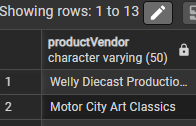 Showing rows: 1 to 13
productVendor
character varying (50)
1 Welly Diecast Productio...
2 Motor City Art Classics